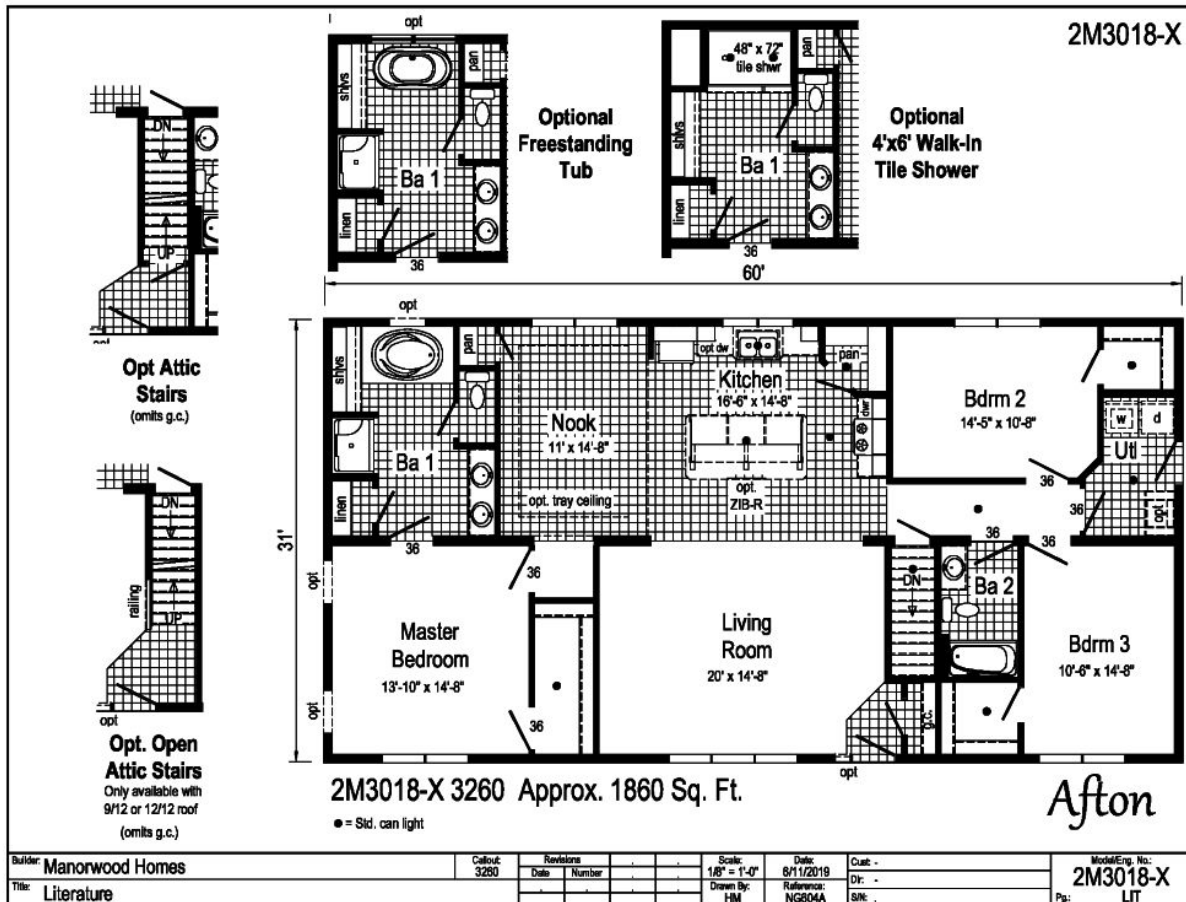 2M3018-X
opt
shlvs
pan
Ba 1
linen
36
Optional
Freestanding
Tub
48" x 72"
tile shwr
pan
shlvs
Ba 1
linen
36
Optional
4'x6' Walk-In
Tile Shower
DN
UP
opt
Opt Attic
Stairs
(omits g.c.)
DN
railing
UP
opt
Opt. Open
Attic Stairs
Only available with
9/12 or 12/12 roof
(omits g.c.)
60'
31'
opt
shlvs
pan
Ba 1
linen
36
Nook
11' x 14'-8"
opt. tray ceiling
opt dw
Kitchen
16'-6" x 14'-8"
pan
dwr
opt.
ZIB-R
Bdrm 2
14'-5" x 10'-8"
36
w
d
Utl
36
opt
opt
Master
Bedroom
13'-10" x 14'-8"
opt
36
36
Living
Room
20' x 14'-8"
opt
DN
g.c.
36
Ba 2
36
Bdrm 3
10'-6" x 14'-8"
2M3018-X 3260 Approx. 1860 Sq. Ft.
● = Std. can light
Afton
Builder: Manorwood Homes
Title: Literature
Callout:
3260
Revisions
Date Number
Scale:
1/8" = 1'-0"
Drawn By:
HM
Date:
6/11/2019
Reference:
NG804A
Cust: -
Dlr: -
S/N: .
Model/Eng. No.:
2M3018-X
Pg.: LIT